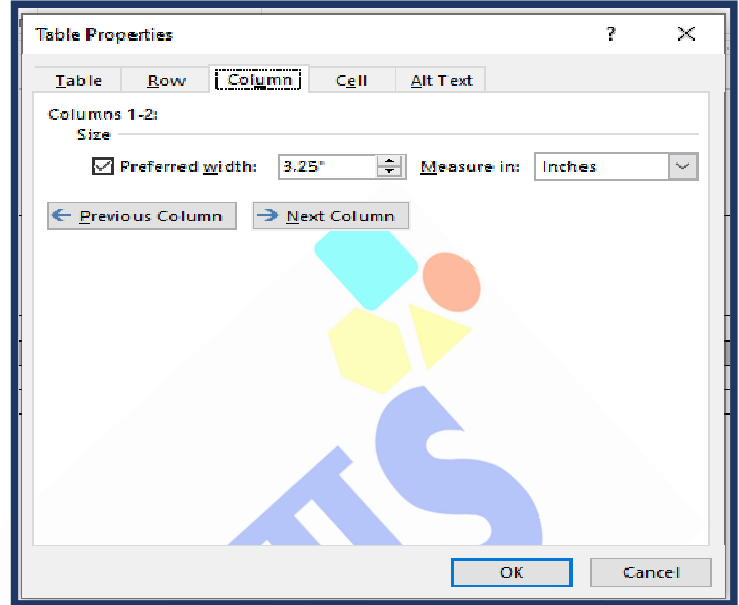 Table Properties ?
Table Row Column Cell Alt Text
Columns 1-2:
Size
Preferred width: 3.25" Measure in: Inches
Previous Column Next Column
OK Cancel